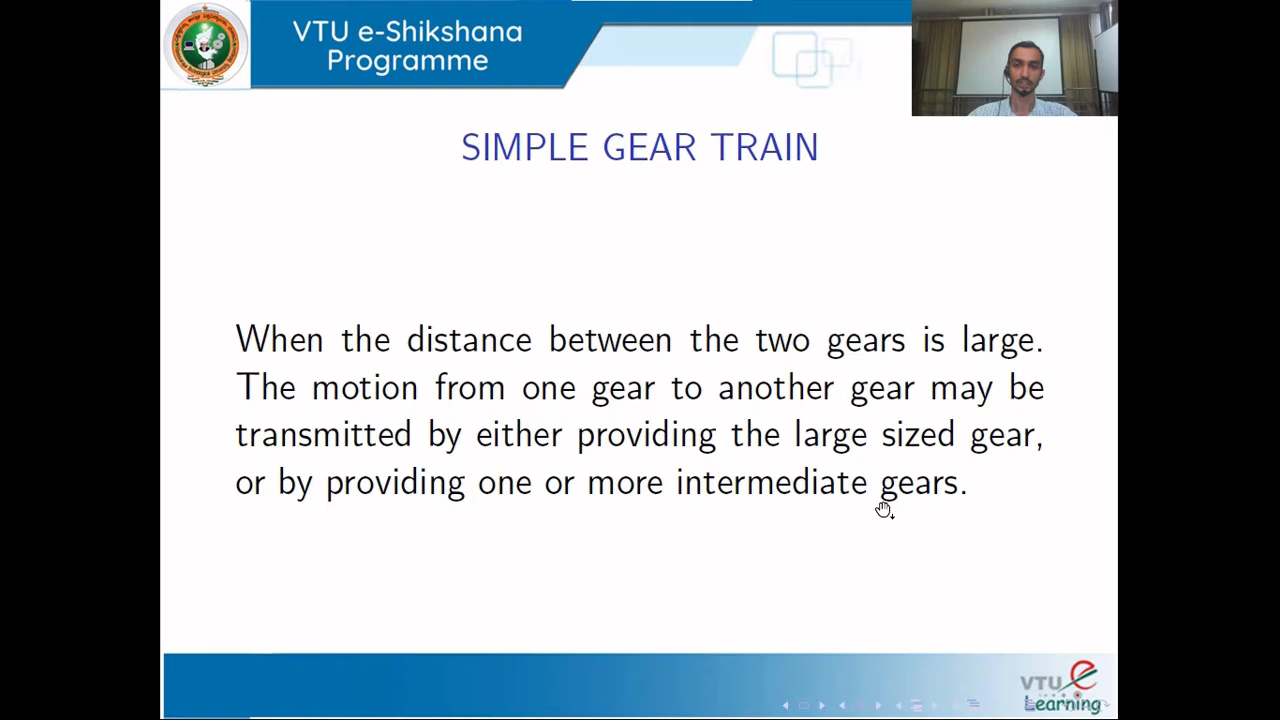 VTU e-Shikshana
Programme
SIMPLE GEAR TRAIN
When the distance between the two gears is large.
The motion from one gear to another gear may be
transmitted by either providing the large sized gear,
or by providing one or more intermediate gears.
VTU e
Learning